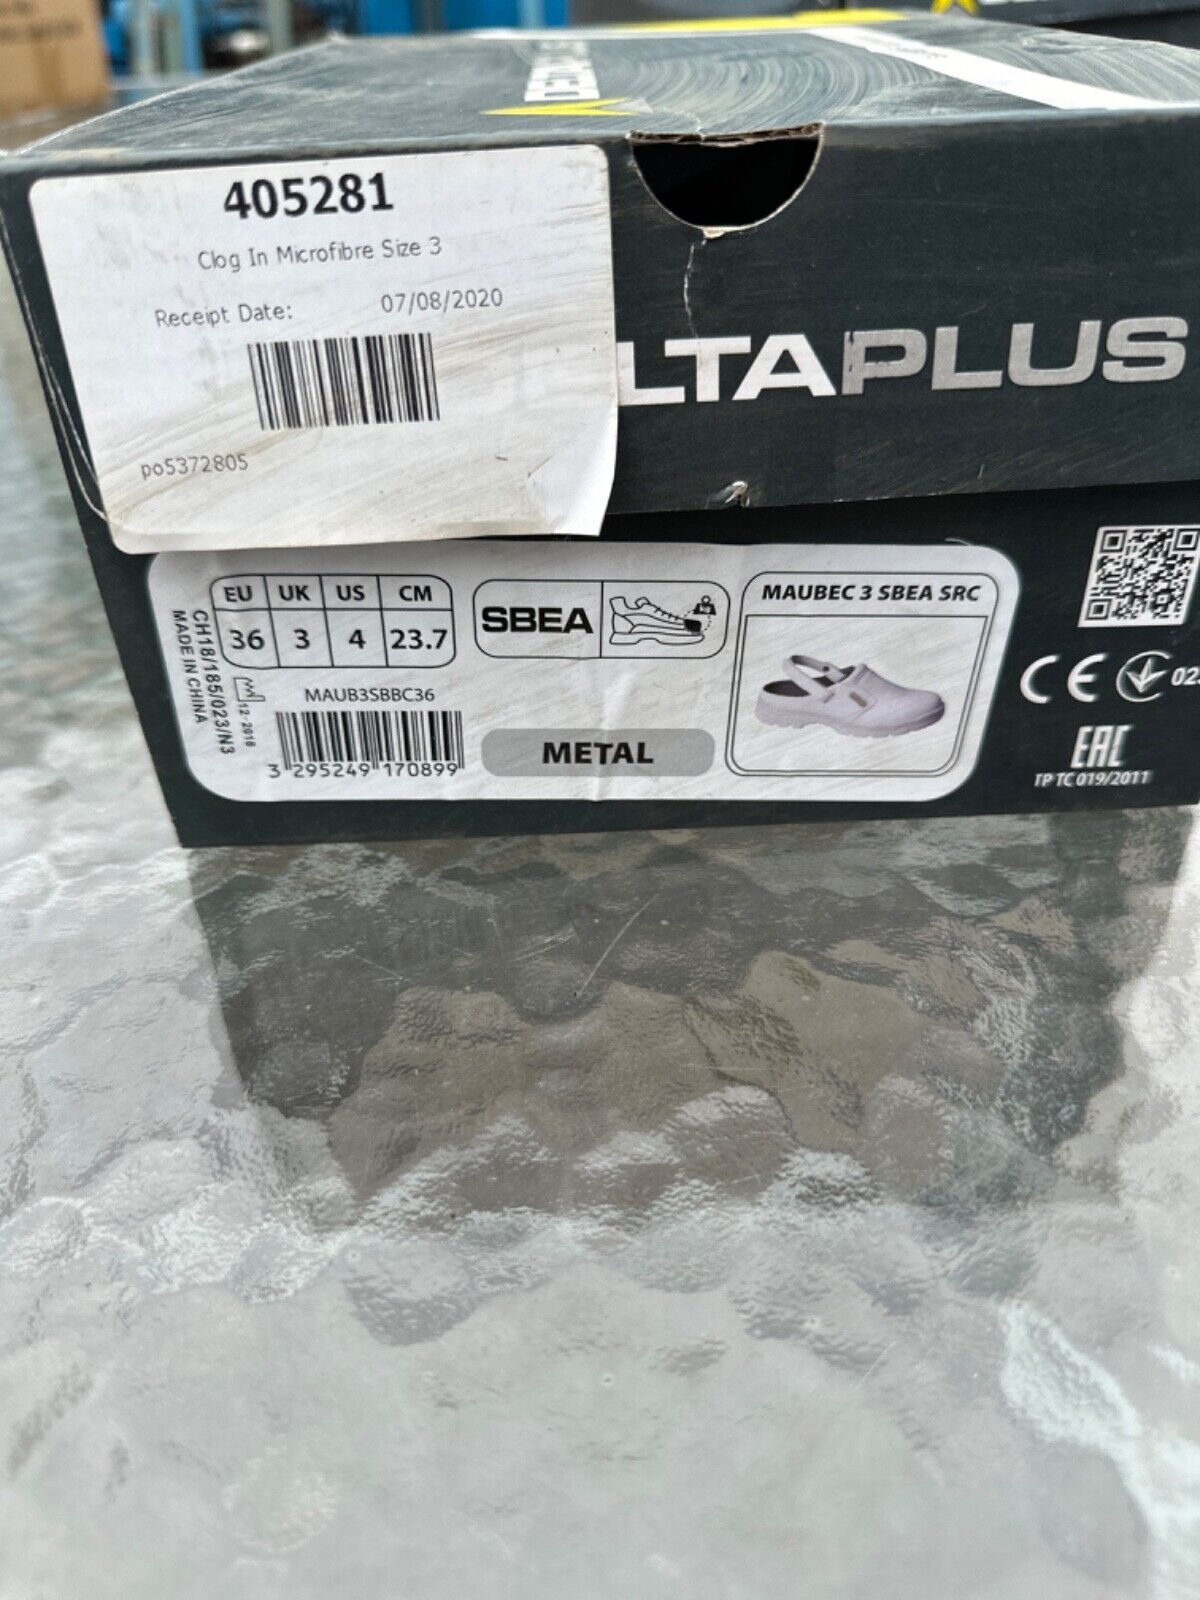 405281
Clog In Microfibre Size 3
Receipt Date: 07/08/2020
po5372805
LTAPLUS
EU UK US CM
36 3 4 23.7
CH18/185/023/N3
MADE IN CHINA
12-2018
MAUB3SBBC36
3 295249 170899
SBEA
METAL
MAUBEC 3 SBEA SRC
CE
EAC
TP TC 019/2011